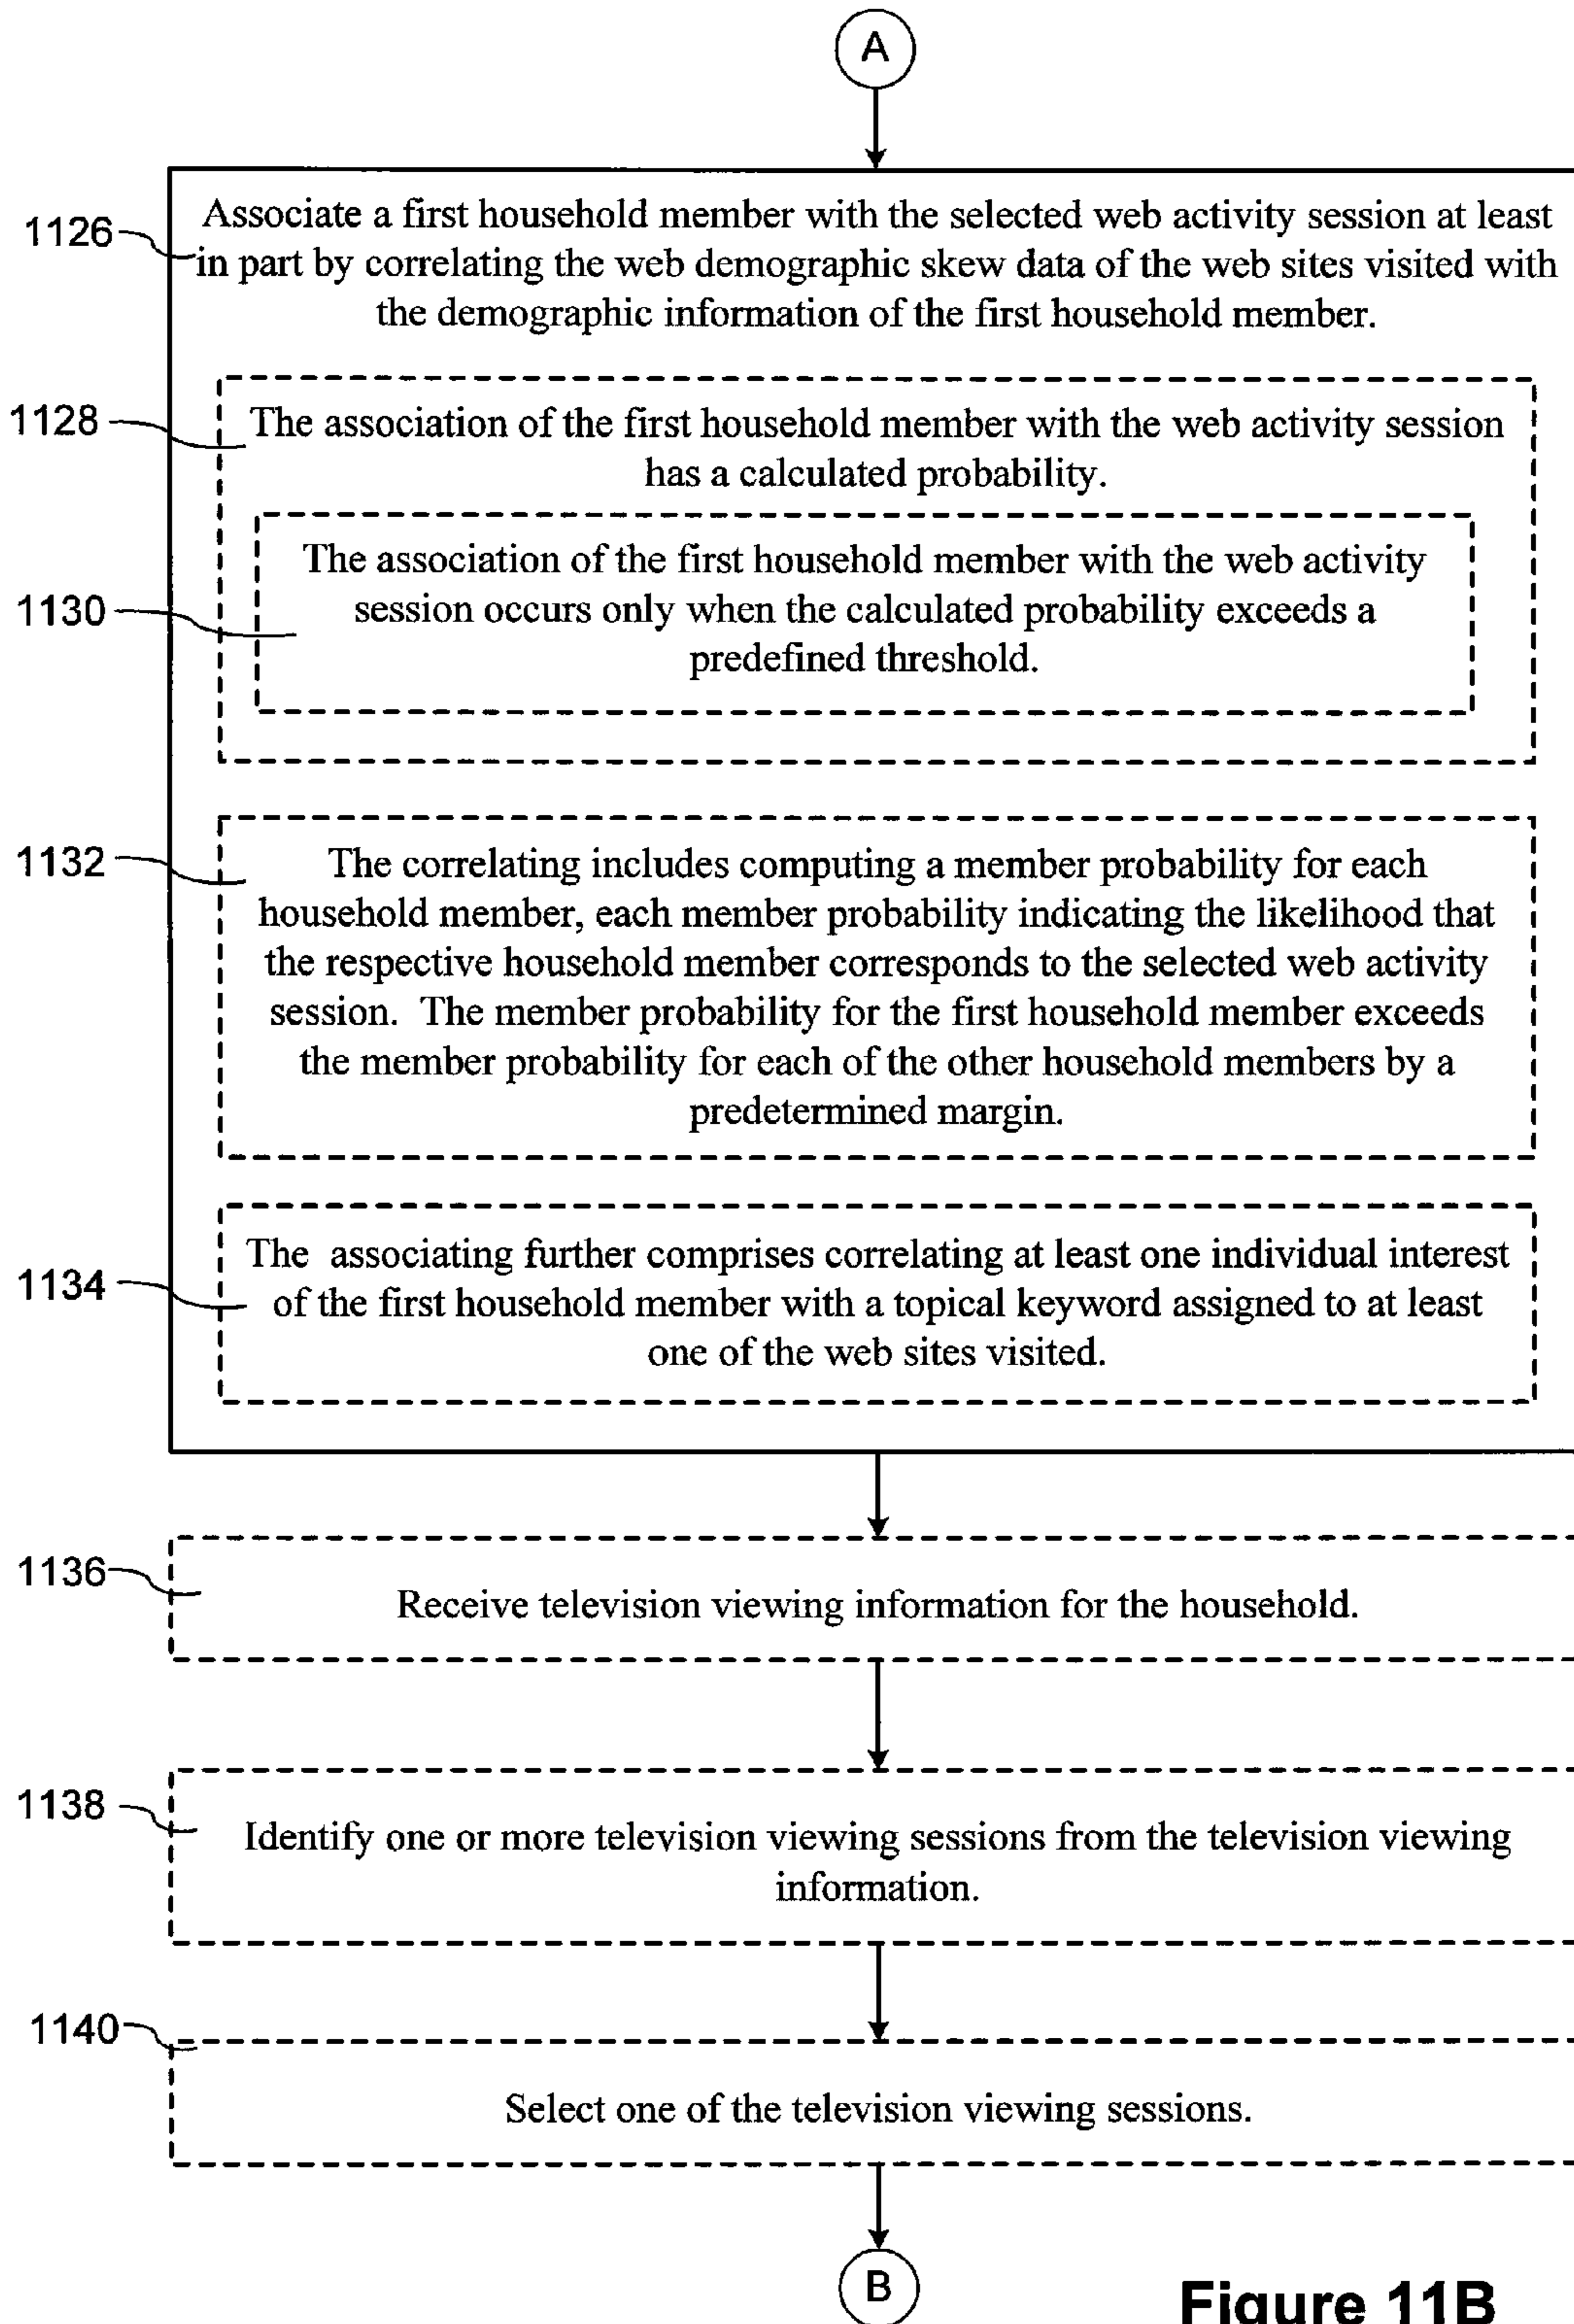 A
1126
Associate a first household member with the selected web activity session at least
in part by correlating the web demographic skew data of the web sites visited with
the demographic information of the first household member.
1128
The association of the first household member with the web activity session
has a calculated probability.
1130
The association of the first household member with the web activity
session occurs only when the calculated probability exceeds a
predefined threshold.
1132
The correlating includes computing a member probability for each
household member, each member probability indicating the likelihood that
the respective household member corresponds to the selected web activity
session. The member probability for the first household member exceeds
the member probability for each of the other household members by a
predetermined margin.
1134
The associating further comprises correlating at least one individual interest
of the first household member with a topical keyword assigned to at least
one of the web sites visited.
1136
Receive television viewing information for the household.
1138
Identify one or more television viewing sessions from the television viewing
information.
1140
Select one of the television viewing sessions.
B
Figure 11B